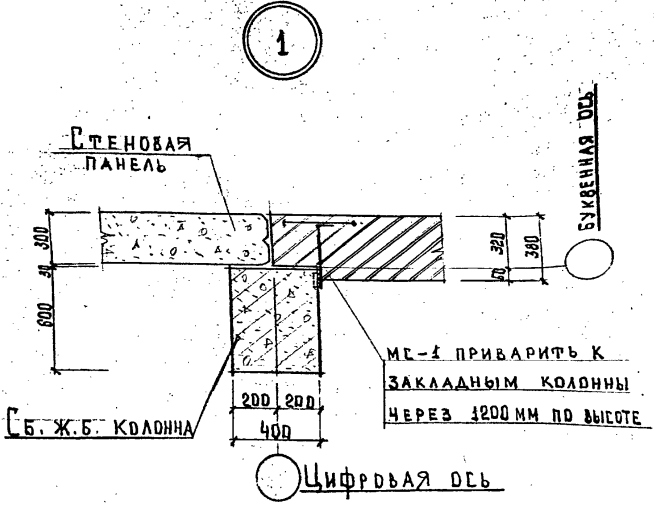 1
СТЕНОВАЯ
ПАНЕЛЬ
БУКВЕННАЯ ОСЬ
300
30
600
320
60
380
МС-1 ПРИВАРИТЬ К
ЗАКЛАДНЫМ КОЛОННЫ
ЧЕРЕЗ 1200 ММ ПО ВЫСОТЕ
200 200
400
СБ. Ж.Б. КОЛОННА
ЦИФРОВАЯ ОСЬ